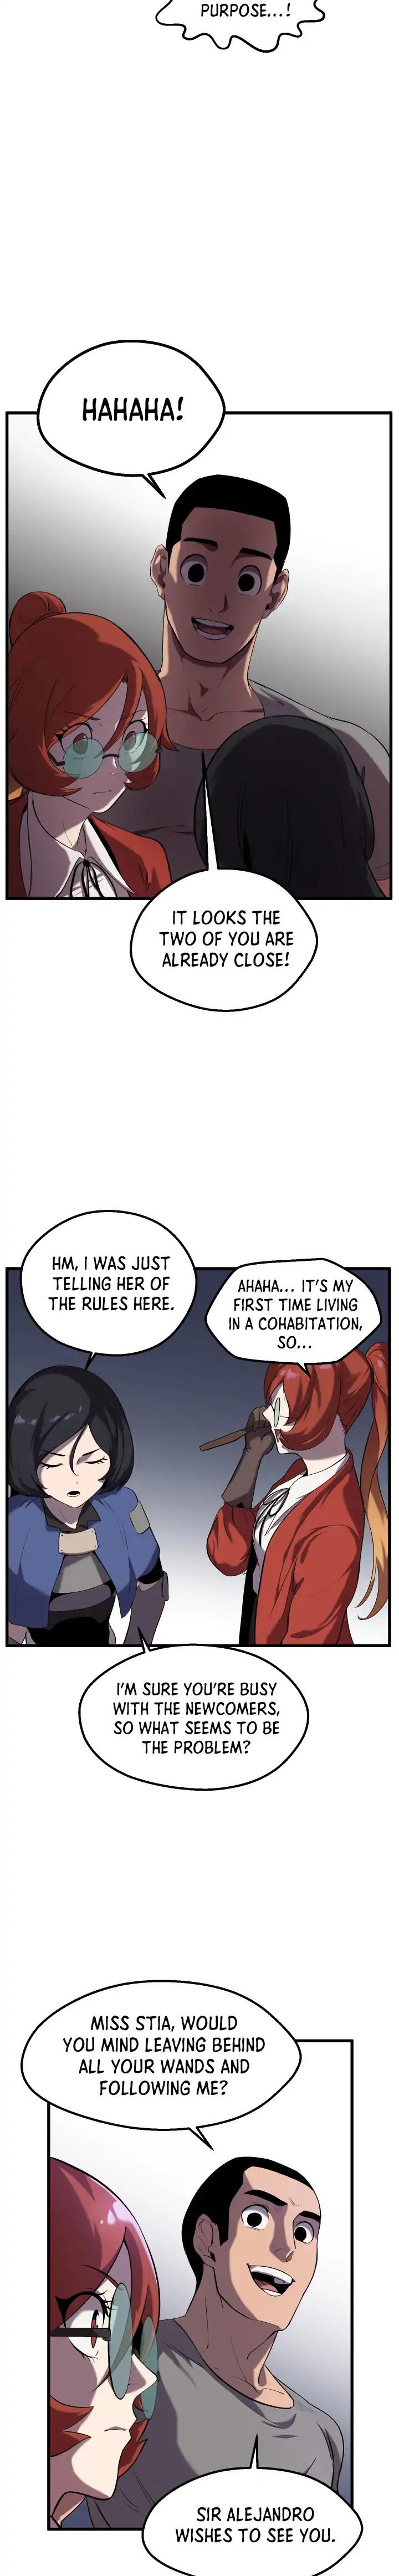 PURPOSE...!
HAHAHA!
IT LOOKS THE
TWO OF YOU ARE
ALREADY CLOSE!
HM, I WAS JUST
TELLING HER OF
THE RULES HERE.
AHAHA... IT'S MY
FIRST TIME LIVING
IN A COHABITATION,
SO...
I'M SURE YOU'RE BUSY
WITH THE NEWCOMERS,
SO WHAT SEEMS TO BE
THE PROBLEM?
MISS STIA, WOULD
YOU MIND LEAVING BEHIND
ALL YOUR WANDS AND
FOLLOWING ME?
SIR ALEJANDRO
WISHES TO SEE YOU.